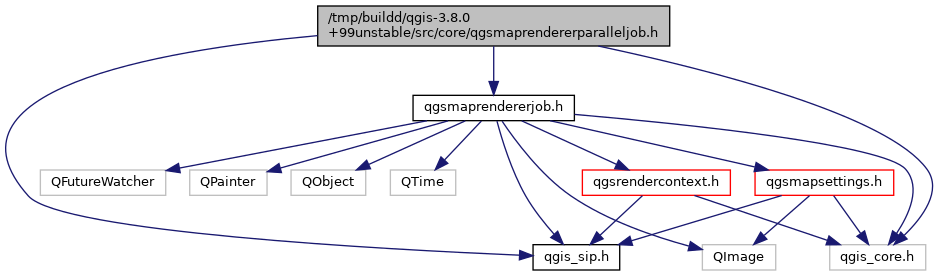 /tmp/buildd/qgis-3.8.0
+99unstable/src/core/qgsmaprendererparalleljob.h
qgsmaprendererjob.h
QFutureWatcher
QPainter
QObject
QTime
qgsrendercontext.h
qgsmapsettings.h
qgis_sip.h
QImage
qgis_core.h